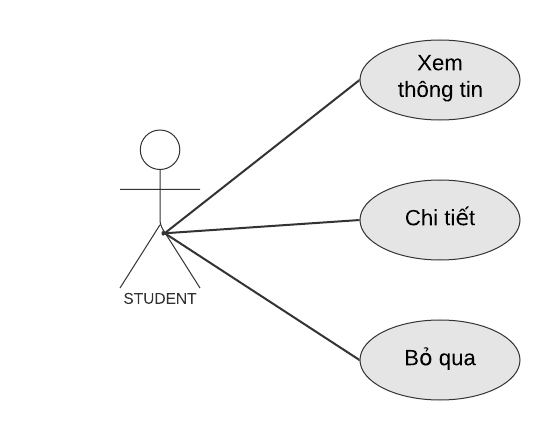 Xem
thông tin
Chi tiết
STUDENT
Bỏ qua